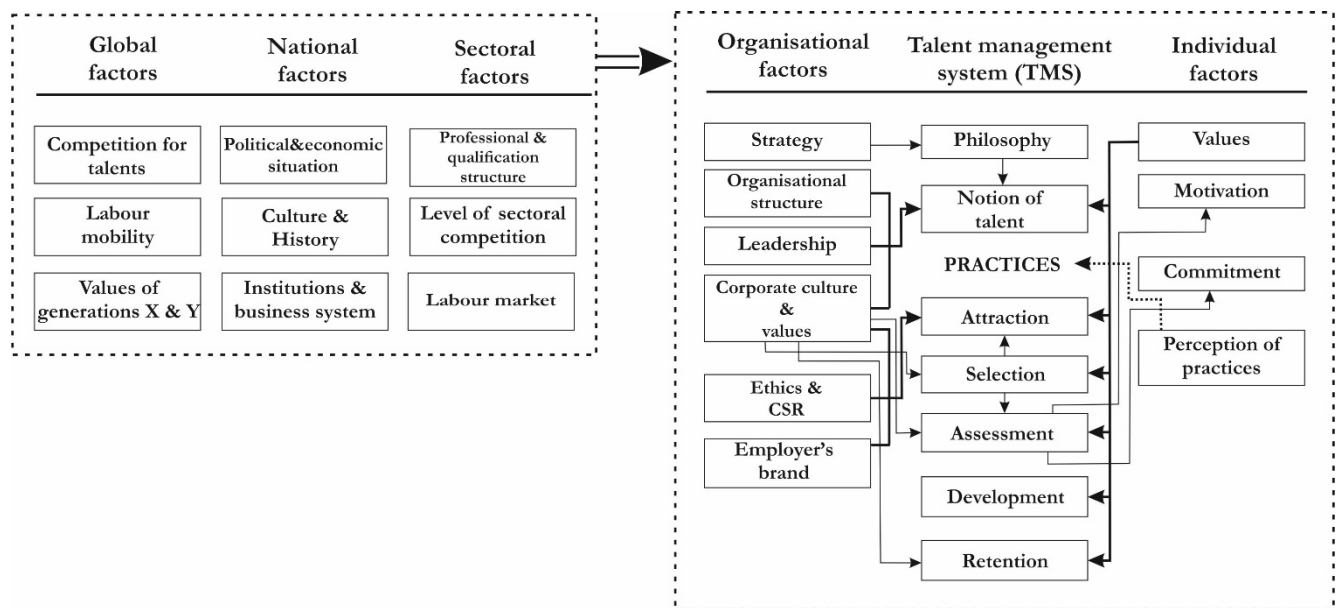 Global
factors
National
factors
Sectoral
factors
Competition for
talents
Political&economic
situation
Professional &
qualification
structure
Labour
mobility
Culture &
History
Level of sectoral
competition
Values of
generations X & Y
Institutions &
business system
Labour market
Organisational
factors
Talent management
system (TMS)
Individual
factors
Strategy
Organisational
structure
Leadership
Corporate culture
&
values
Ethics &
CSR
Employer's
brand
Philosophy
Notion of
talent
PRACTICES
Attraction
Selection
Assessment
Development
Retention
Values
Motivation
Commitment
Perception of
practices